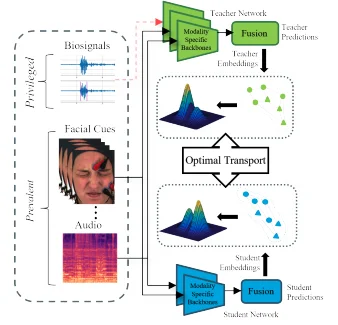 Teacher Network
Biosignals
Modality
Specific
Backbones
Fusion
Teacher
Predictions
Teacher
Embeddings
Privileged
Facial Cues
Optimal Transport
Prevalent
Audio
Student
Embeddings
Modality
Specific
Backbones
Fusion
Student
Predictions
Student Network